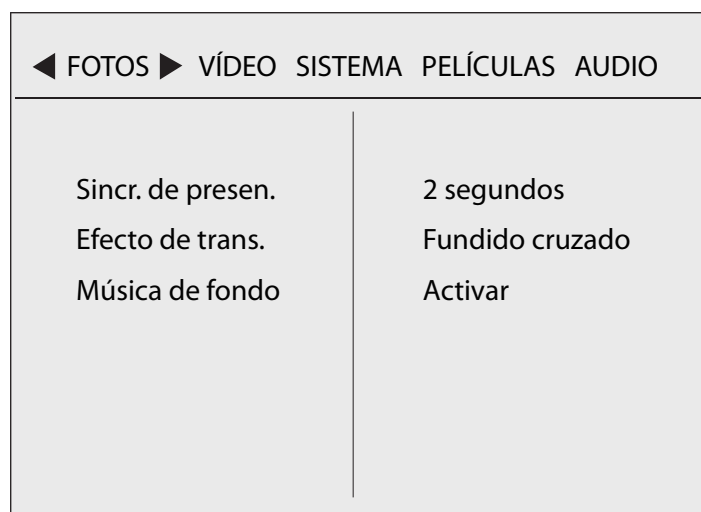 FOTOS VÍDEO SISTEMA PELÍCULAS AUDIO
Sincr. de presen. 2 segundos
Efecto de trans. Fundido cruzado
Música de fondo Activar